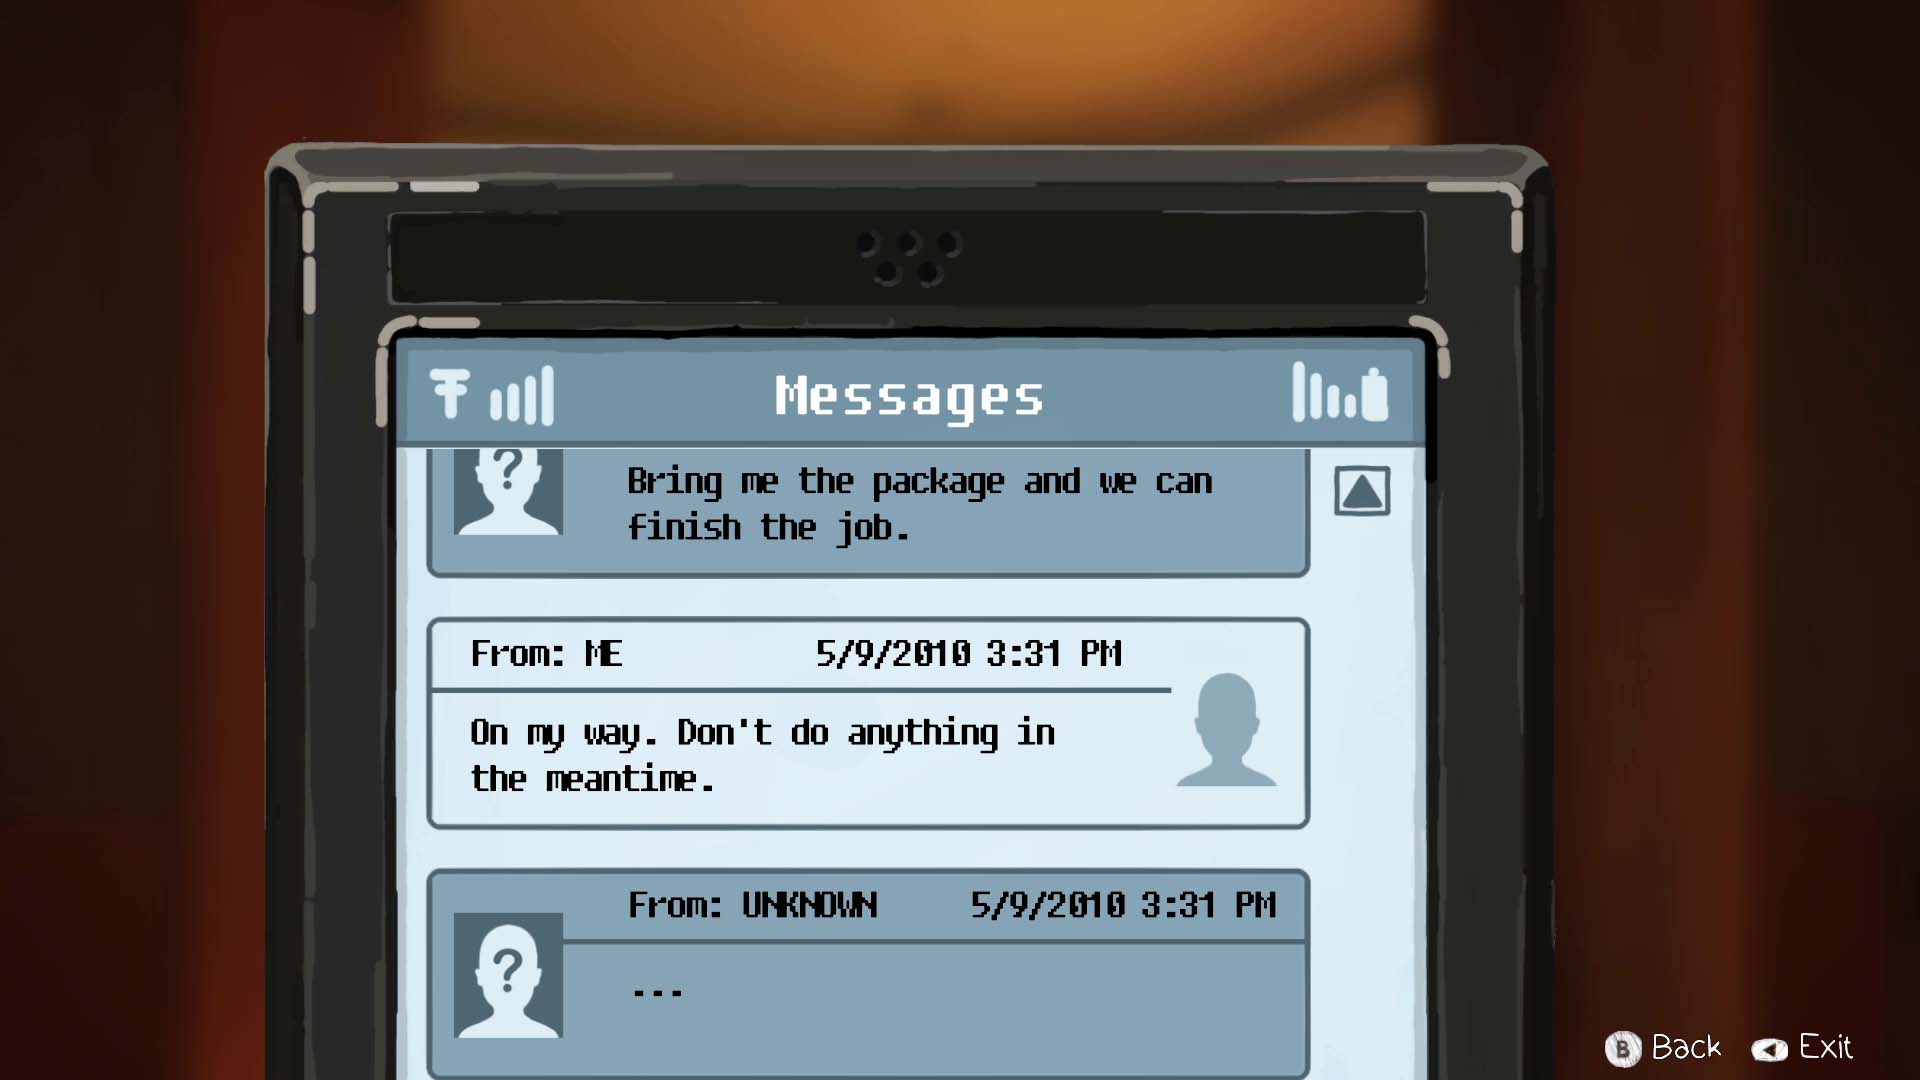 Messages
Bring me the package and we can
finish the job.
From: ME 5/9/2010 3:31 PM
On my way. Don't do anything in
the meantime.
From: UNKNOWN 5/9/2010 3:31 PM
...
B Back Exit